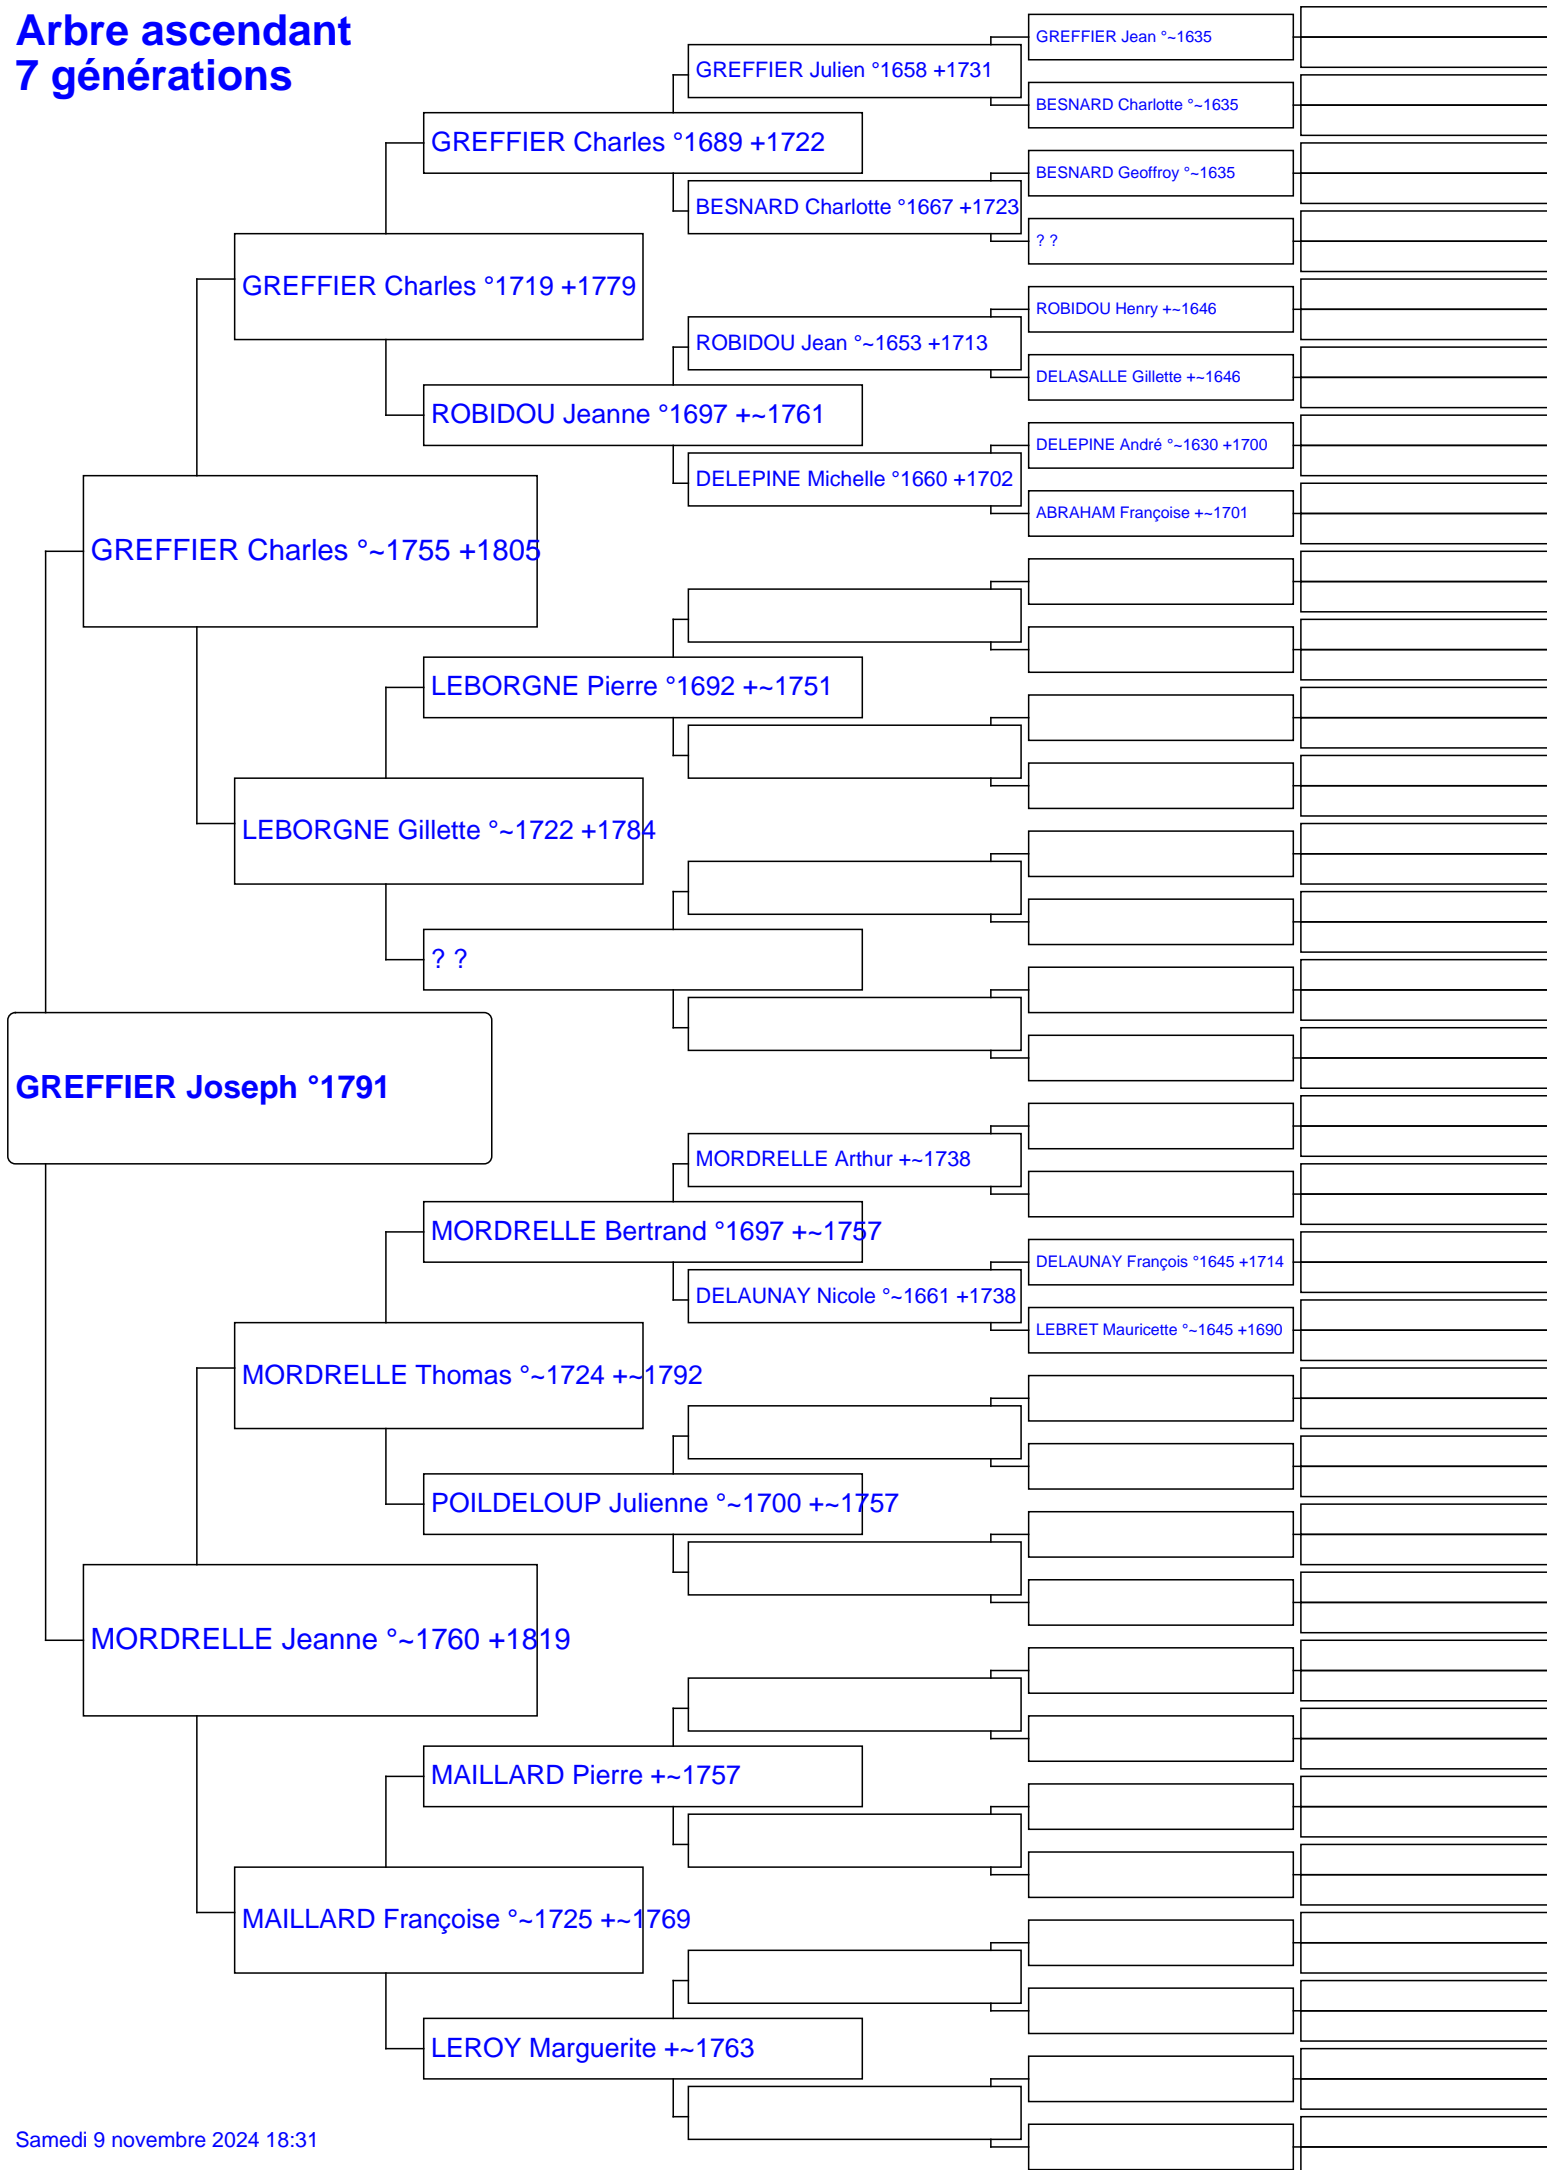 Arbre ascendant
7 générations
GREFFIER Jean °~1635
GREFFIER Julien °1658 +1731
BESNARD Charlotte °~1635
GREFFIER Charles °1689 +1722
BESNARD Geoffroy °~1635
BESNARD Charlotte °1667 +1723
? ?
GREFFIER Charles °1719 +1779
ROBIDOU Henry +~1646
ROBIDOU Jean °~1653 +1713
DELASALLE Gillette +~1646
ROBIDOU Jeanne °1697 +~1761
DELEPINE André °~1630 +1700
DELEPINE Michelle °1660 +1702
ABRAHAM Françoise +~1701
GREFFIER Charles °~1755 +1805
LEBORGNE Pierre °1692 +~1751
LEBORGNE Gillette °~1722 +1784
? ?
GREFFIER Joseph °1791
MORDRELLE Arthur +~1738
MORDRELLE Bertrand °1697 +~1757
DELAUNAY François °1645 +1714
DELAUNAY Nicole °~1661 +1738
LEBRET Mauricette °~1645 +1690
MORDRELLE Thomas °~1724 +~1792
POILDELOUP Julienne °~1700 +~1757
MORDRELLE Jeanne °~1760 +1819
MAILLARD Pierre +~1757
MAILLARD Françoise °~1725 +~1769
LEROY Marguerite +~1763
Samedi 9 novembre 2024 18:31